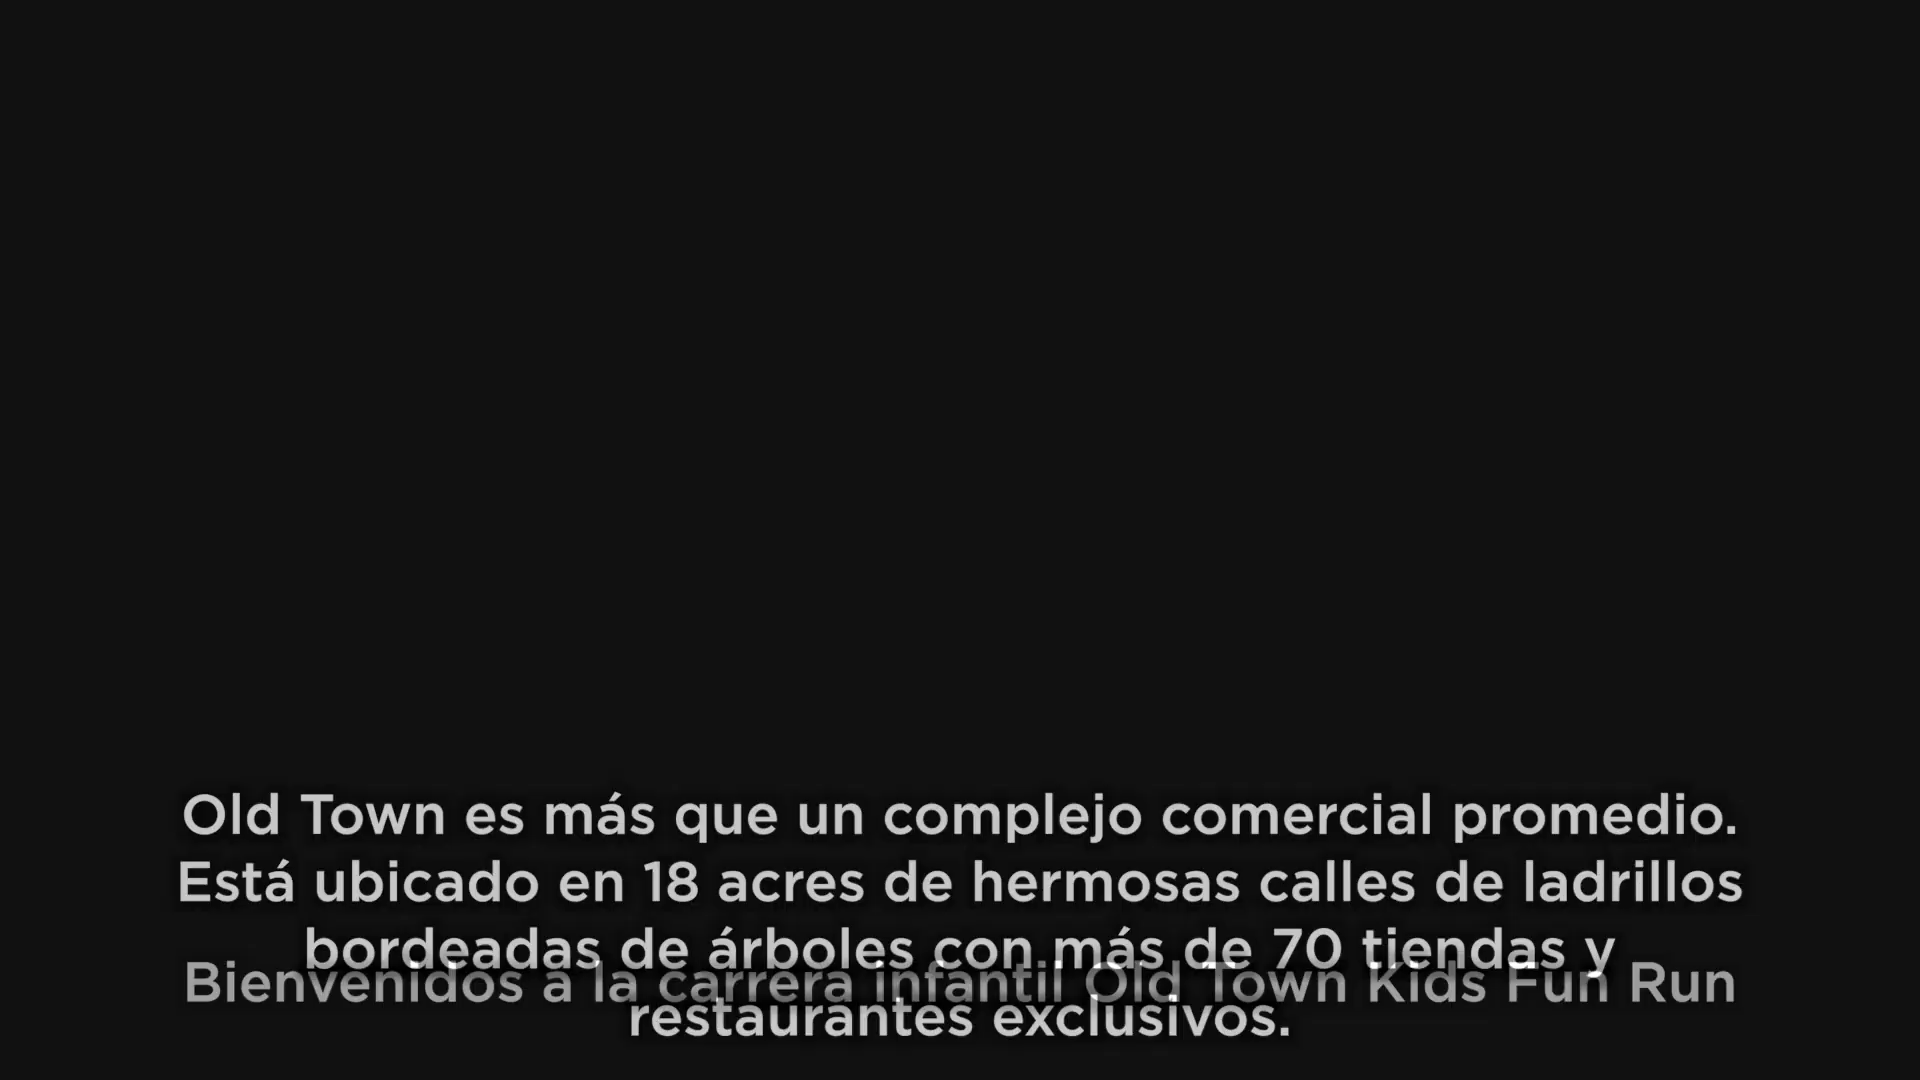 Old Town es más que un complejo comercial promedio.
Está ubicado en 18 acres de hermosas calles de ladrillos
bordeadas de árboles con más de 70 tiendas y
Bienvenidos a la carrera infantil Old Town Kids Fun Run
restaurantes exclusivos.